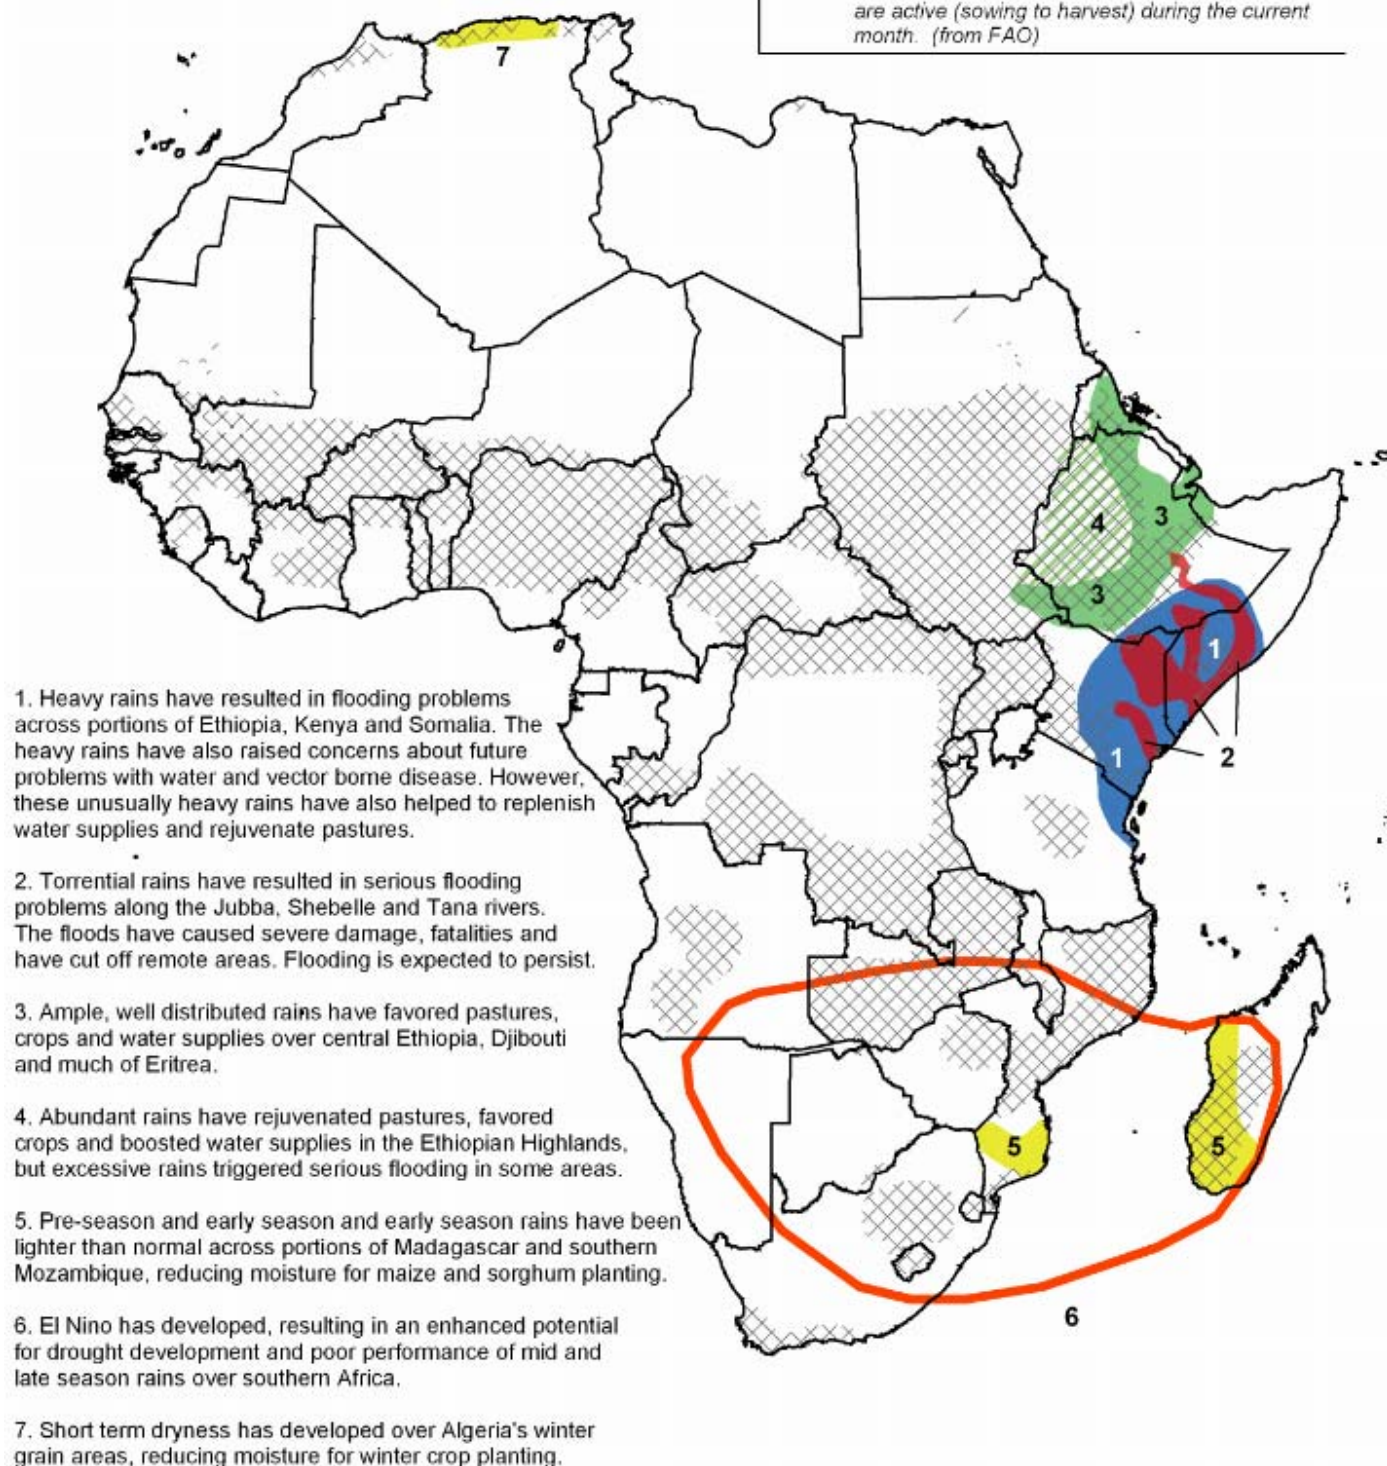 are active (sowing to harvest) during the current
month. (from FAO)
7
4
3
3
1
1
2
1. Heavy rains have resulted in flooding problems
across portions of Ethiopia, Kenya and Somalia. The
heavy rains have also raised concerns about future
problems with water and vector borne disease. However,
these unusually heavy rains have also helped to replenish
water supplies and rejuvenate pastures.
2. Torrential rains have resulted in serious flooding
problems along the Jubba, Shebelle and Tana rivers.
The floods have caused severe damage, fatalities and
have cut off remote areas. Flooding is expected to persist.
3. Ample, well distributed rains have favored pastures,
crops and water supplies over central Ethiopia, Djibouti
and much of Eritrea.
4. Abundant rains have rejuvenated pastures, favored
crops and boosted water supplies in the Ethiopian Highlands,
but excessive rains triggered serious flooding in some areas.
5. Pre-season and early season and early season rains have been
lighter than normal across portions of Madagascar and southern
Mozambique, reducing moisture for maize and sorghum planting.
6. El Nino has developed, resulting in an enhanced potential
for drought development and poor performance of mid and
late season rains over southern Africa.
7. Short term dryness has developed over Algeria's winter
grain areas, reducing moisture for winter crop planting.
5
5
6